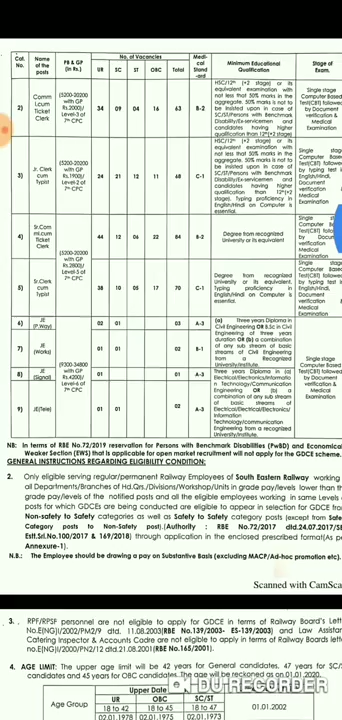 Cat. No. Name of the posts PB & GP (in Rs.) No. of Vacancies Medical Standard Minimum Educational Qualification Stage of Exam.
UR SC ST OBC Total
2) Comm l.cum Ticket Clerk (5200-20200 with GP Rs.2000)/ Level-3 of 7th CPC 34 09 04 16 63 B-2
HSC/12th (+2 stage) or its
equivalent examination with
not less than 50% marks in the
aggregate. 50% marks is not to
be insisted upon in case of
SC/ST/Persons with Benchmark
Disability/Ex-servicemen and
candidates having higher
qualification than 12th(+2 stage)
Single stage
Computer Based
Test(CBT) followed
by Document
verification &
Medical
Examination
3) Jr. Clerk cum Typist (5200-20200 with GP Rs.1900)/ Level-2 of 7th CPC 24 21 12 11 68 C-1
HSC/12th (+2 stage) or its
equivalent examination with
not less than 50% marks in the
aggregate. 50% marks is not to
be insisted upon in case of
SC/ST/Persons with Benchmark
Disability/Ex-servicemen and
candidates having higher
qualification than 12th(+2
stage). Typing proficiency in
English/Hindi on Computer is
essential.
Single stage
Computer Based
Test(CBT) followe
by typing test i
English/Hindi,
Document
verification
Medical
Examination
4) Sr.Com ml.cum Ticket Clerk 44 12 06 22 84 B-2
Degree from recognized
University or its equivalent
Single
Computer Ba
Test(CBT) follo
by Docum
verification
Medical
Examination
(5200-20200 with GP Rs.2800)/ Level-5 of 7th CPC
5) Sr.Clerk cum Typist 38 10 05 17 70 C-1
Degree from recognized
University or its equivalent.
Typing proficiency in
English/Hindi on Computer is
essential.
Single stage
Computer Based
Test(CBT) followe
by typing test in
English/Hindi,
Document
verification
Medical
Examination
6) JE (P.Way) 02 01 03 A-3
7) JE (Works) 01 01 02 B-1
(a) Three years Diploma in
Civil Engineering OR B.Sc in Civil
Engineering of three years
duration OR (b) a combination
of any sub stream of basic
streams of Civil Engineering
from a Recognized
University/Institute.
(9300-34800 with GP Rs.4200)/ Level-6 of 7th CPC
8) JE (Signal) 01 01 A-3
9) JE(Tele) 01 01 02 A-3
Three years Diploma in (a)
Electrical/Electronics/Informatio
n Technology/Communication
Engineering OR (b) a
combination of any sub
stream of basic streams of
Electrical/Electrical/Electronics/
Information
Technology/communication
Engineering from a recognized
University/Institute.
Single stage
Computer Based
Test(CBT) followed
by Document
verification &
Medical
Examination
NB: In terms of RBE No.72/2019 reservation for Persons with Benchmark Disabilities (PwBD) and Economical
Weaker Section (EWS) that is applicable for open market recruitment will not apply for the GDCE scheme.
GENERAL INSTRUCTIONS REGARDING ELIGIBILITY CONDITION:
2. Only eligible serving regular/permanent Railway Employees of South Eastern Railway working
all Departments/Branches of Hd.Qrs./Divisions/Workshop/Units in grade pay/levels lower than th
grade pay/levels of the notified posts and all the eligible employees working in same Levels
posts for which GDCEs are being conducted are eligible to appear in selection for GDCE from
Non-safety to Safety categories as well as Safety to Safety category posts (except from Safe
Category posts to Non-Safety post).(Authority : RBE No.72/2017 dtd.24.07.2017/SE
Estt.Srl.No.100/2017 & 169/2018) through application in the enclosed prescribed format(As p
Annexure-1).
N.B.: The Employee should be drawing a pay on Substantive Basis (excluding MACP/Ad-hoc promotion etc).
Scanned with CamSca
3. . RPF/RPSF personnel are not eligible to apply for GDCE in terms of Railway Board's Lett
No.E(NG)I/2002/PM2/9 dtd. 11.08.2003(RBE No.139/2003- ES-139/2003) and Law Assistan
Catering Inspector & Accounts Cadre are not eligible to apply in terms of Railway Boards lette
no.E(NG)I/2000/PN2/12 dtd.21.08.2001(RBE No.165/2001).
4. AGE LIMIT: The upper age limit will be 42 years for General candidates, 47 years for SC/S
candidates and 45 years for OBC candidates. The age will be reckoned as on 01.01.2020.
DU RECORDER
Upper Date
Age Group UR OBC SC/ST 01.01.2002
18 to 42 18 to 45 18 to 47
02.01.1978 02.01.1975 02.01.1973